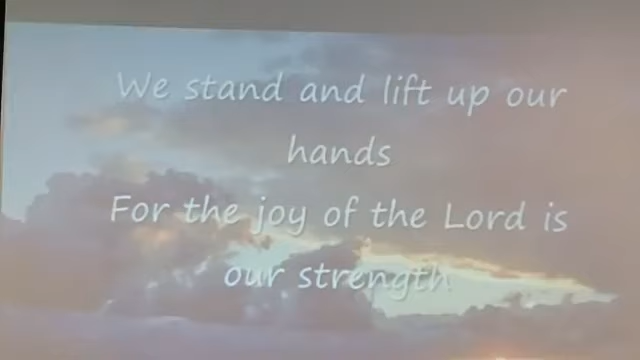 We stand and lift up our
hands
For the joy of the Lord is
our strength